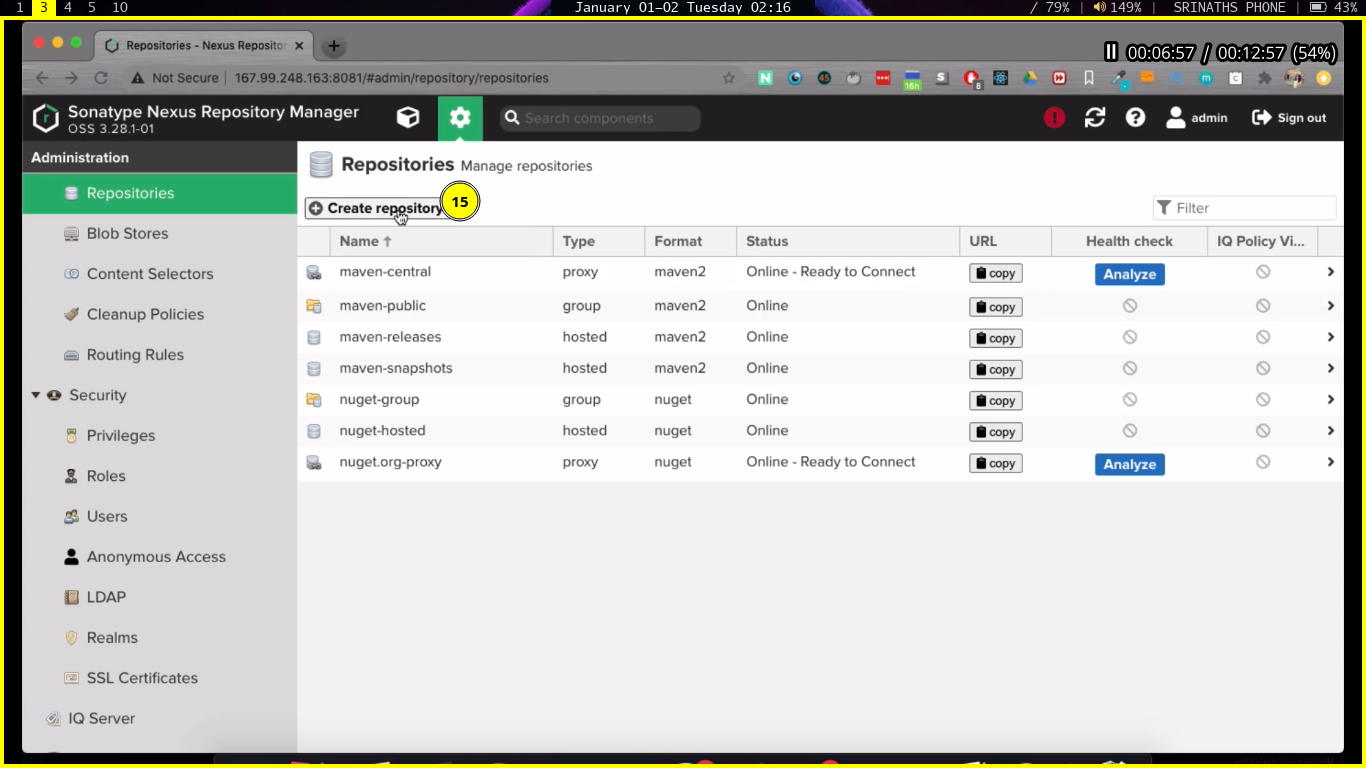 1 3 4 5 10
January 01—02 Tuesday 02:16
/ 79% | 149% | SRINATHS PHONE | 43%
Repositories - Nexus Reposito
00:06:57 / 00:12:57 (54%)
Not Secure | 167.99.248.163:8081/#admin/repository/repositories
Sonatype Nexus Repository Manager
OSS 3.28.1-01
Search components
admin
Sign out
Administration
Repositories
Blob Stores
Content Selectors
Cleanup Policies
Routing Rules
Security
Privileges
Roles
Users
Anonymous Access
LDAP
Realms
SSL Certificates
IQ Server
Repositories Manage repositories
Create repository
15
Filter
Name Type Format Status URL Health check IQ Policy Vi...
maven-central proxy maven2 Online - Ready to Connect copy Analyze
maven-public group maven2 Online copy
maven-releases hosted maven2 Online copy
maven-snapshots hosted maven2 Online copy
nuget-group group nuget Online copy
nuget-hosted hosted nuget Online copy
nuget.org-proxy proxy nuget Online - Ready to Connect copy Analyze